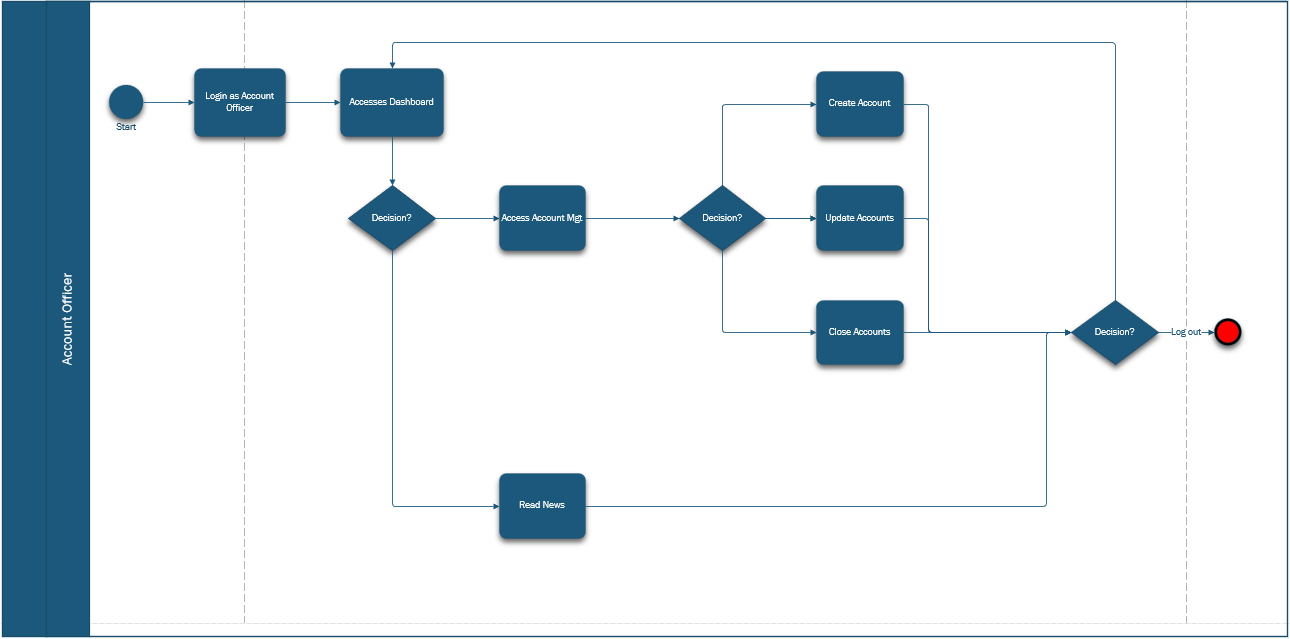 Account Officer
Start
Login as Account
Officer
Accesses Dashboard
Create Account
Decision?
Access Account Mgt
Decision?
Update Accounts
Close Accounts
Decision?
Log out
Read News